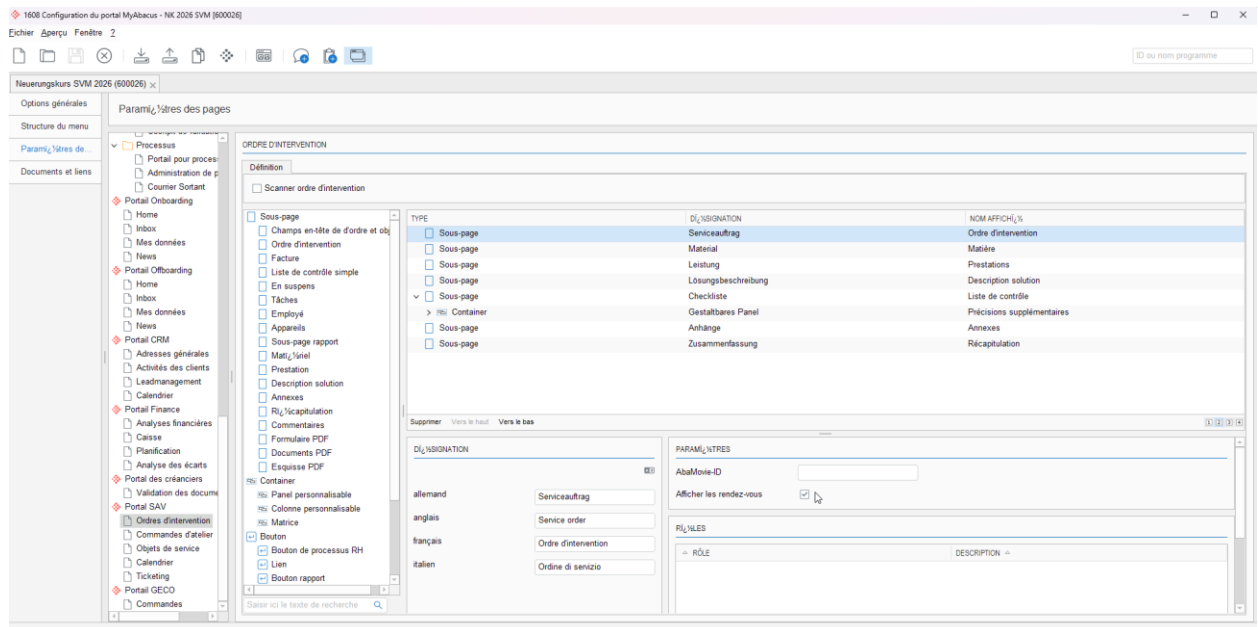 1608 Configuration du portal MyAbacus - NK 2026 SVM [600026]
Fichier Aperçu Fenêtre ?
ID ou nom programme
Neuerungskurs SVM 2026 (600026)
Options générales
Structure du menu
Paramï¿½tres de...
Documents et liens
Paramï¿½tres des pages
Processus
Portail pour process
Administration de p
Courrier Sortant
Portail Onboarding
Home
Inbox
Mes données
News
Portail Offboarding
Home
Inbox
Mes données
News
Portail CRM
Adresses générales
Activités des clients
Leadmanagement
Calendrier
Portail Finance
Analyses financières
Caisse
Planification
Analyse des écarts
Portail des créanciers
Validation des docume
Portal SAV
Ordres d'intervention
Commandes d'atelier
Objets de service
Calendrier
Ticketing
Portail GECO
Commandes
ORDRE D'INTERVENTION
Définition
Scanner ordre d'intervention
Sous-page
Champs en-tête de d'ordre et obj
Ordre d'intervention
Facture
Liste de contrôle simple
En suspens
Tâches
Employé
Appareils
Sous-page rapport
Matï¿½riel
Prestation
Description solution
Annexes
Rï¿½capitulation
Commentaires
Formulaire PDF
Documents PDF
Esquisse PDF
Container
Panel personnalisable
Colonne personnalisable
Matrice
Bouton
Bouton de processus RH
Lien
Bouton rapport
Saisir ici le texte de recherche
TYPE DÏ¿½SIGNATION NOM AFFICHÏ¿½
Sous-page Serviceauftrag Ordre d'intervention
Sous-page Material Matière
Sous-page Leistung Prestations
Sous-page Lösungsbeschreibung Description solution
Sous-page Checkliste Liste de contrôle
Container Gestaltbares Panel Précisions supplémentaires
Sous-page Anhänge Annexes
Sous-page Zusammenfassung Récapitulation
Supprimer Vers le haut Vers le bas
1 2 3 4
DÏ¿½SIGNATION
allemand Serviceauftrag
anglais Service order
français Ordre d'intervention
italien Ordine di servizio
PARAMÏ¿½TRES
AbaMovie-ID
Afficher les rendez-vous
RÏ¿½LES
RÔLE DESCRIPTION